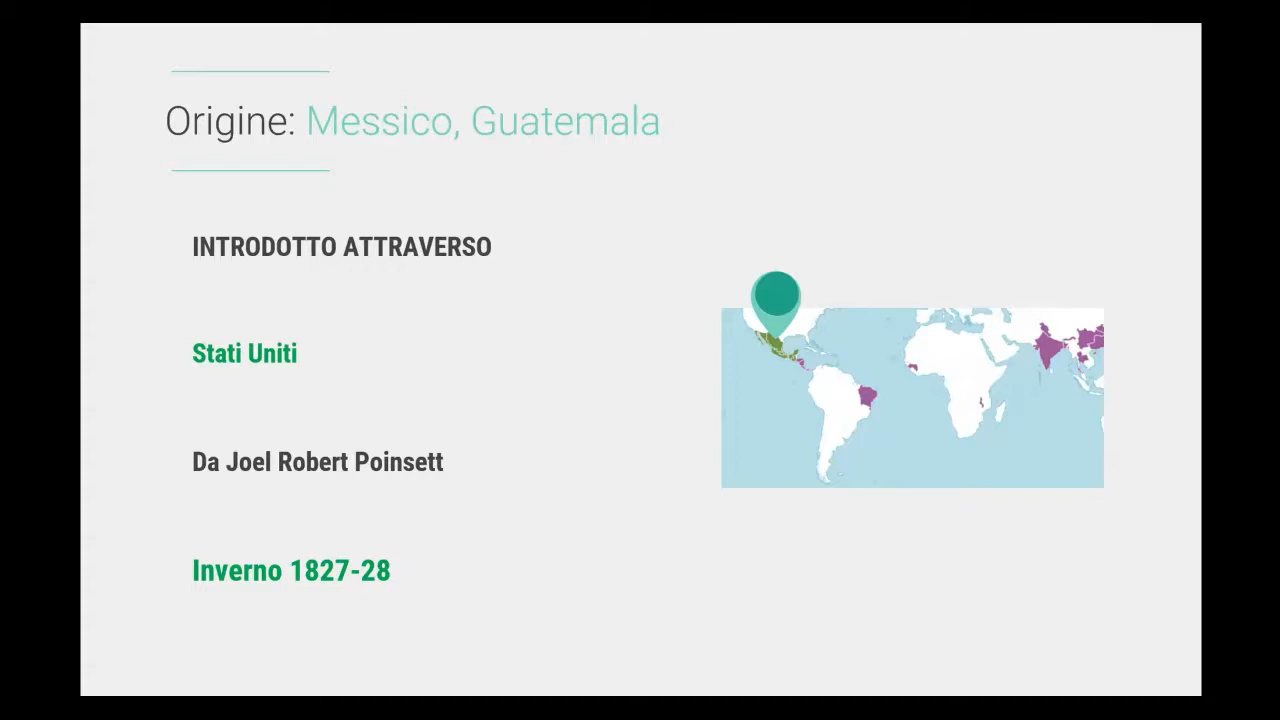 Origine: Messico, Guatemala
INTRODOTTO ATTRAVERSO
Stati Uniti
Da Joel Robert Poinsett
Inverno 1827-28